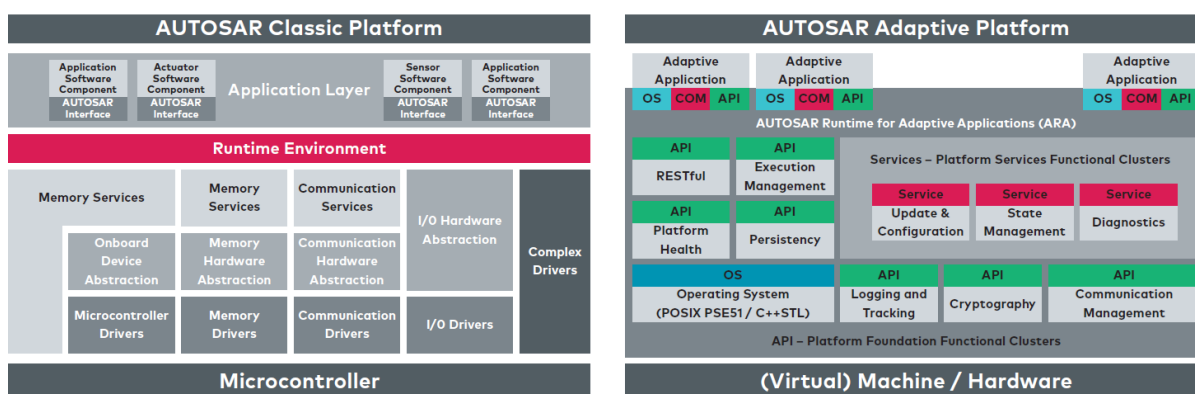 AUTOSAR Classic Platform
Application
Software
Component
AUTOSAR
Interface
Actuator
Software
Component
AUTOSAR
Interface
Application Layer
Sensor
Software
Component
AUTOSAR
Interface
Application
Software
Component
AUTOSAR
Interface
Runtime Environment
Memory Services
Memory
Services
Communication
Services
I/0 Hardware
Abstraction
Complex
Drivers
Onboard
Device
Abstraction
Memory
Hardware
Abstraction
Communication
Hardware
Abstraction
Microcontroller
Drivers
Memory
Drivers
Communication
Drivers
I/0 Drivers
Microcontroller
AUTOSAR Adaptive Platform
Adaptive
Application
OS COM API
Adaptive
Application
OS COM API
Adaptive
Application
OS COM API
AUTOSAR Runtime for Adaptive Applications (ARA)
API
RESTful
API
Execution
Management
API
Platform
Health
API
Persistency
Services – Platform Services Functional Clusters
Service
Update &
Configuration
Service
State
Management
Service
Diagnostics
OS
Operating System
(POSIX PSE51 / C++STL)
API
Logging and
Tracking
API
Cryptography
API
Communication
Management
API – Platform Foundation Functional Clusters
(Virtual) Machine / Hardware